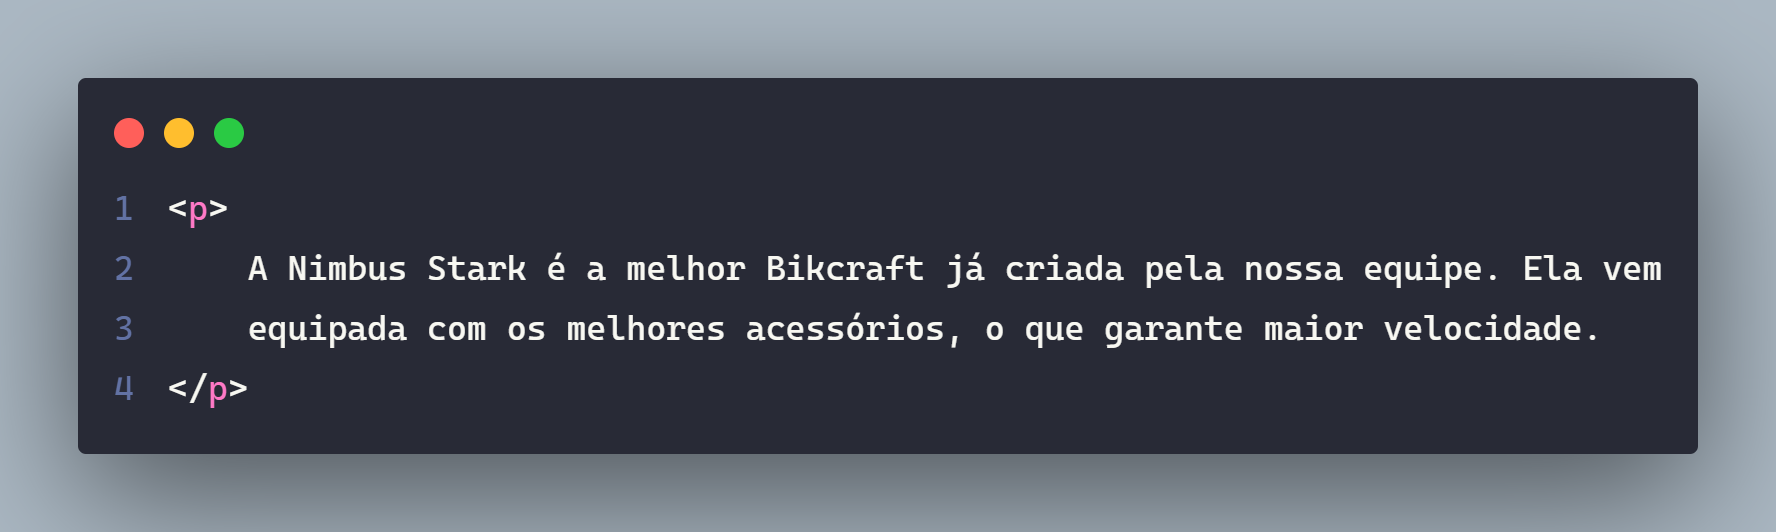 1 <p>
2 A Nimbus Stark é a melhor Bikcraft já criada pela nossa equipe. Ela vem
3 equipada com os melhores acessórios, o que garante maior velocidade.
4 </p>